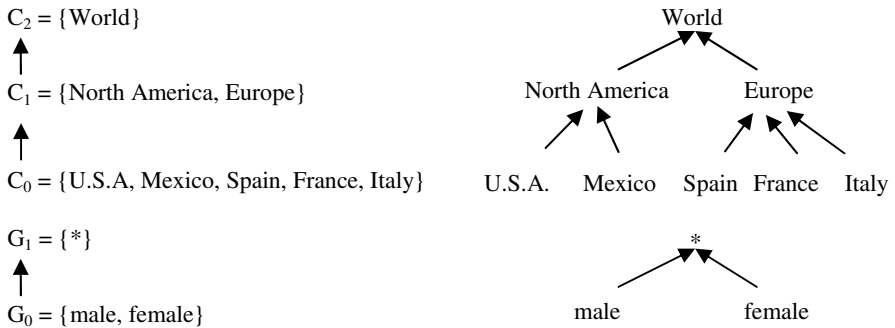 C₂ = {World}
World
C₁ = {North America, Europe}
North America Europe
C₀ = {U.S.A, Mexico, Spain, France, Italy}
U.S.A. Mexico Spain France Italy
G₁ = {*}
*
G₀ = {male, female}
male female